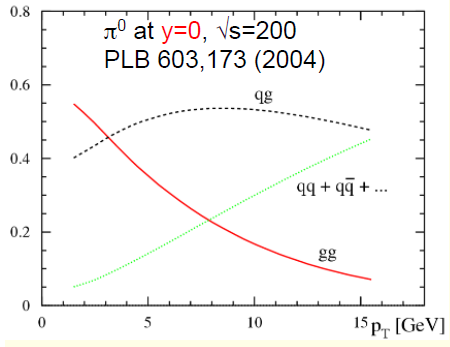 π⁰ at y=0, √s=200
PLB 603,173 (2004)
0.8
0.6
0.4
0.2
0
qg
qq + qq̅ + ...
gg
0 5 10 15 pT [GeV]